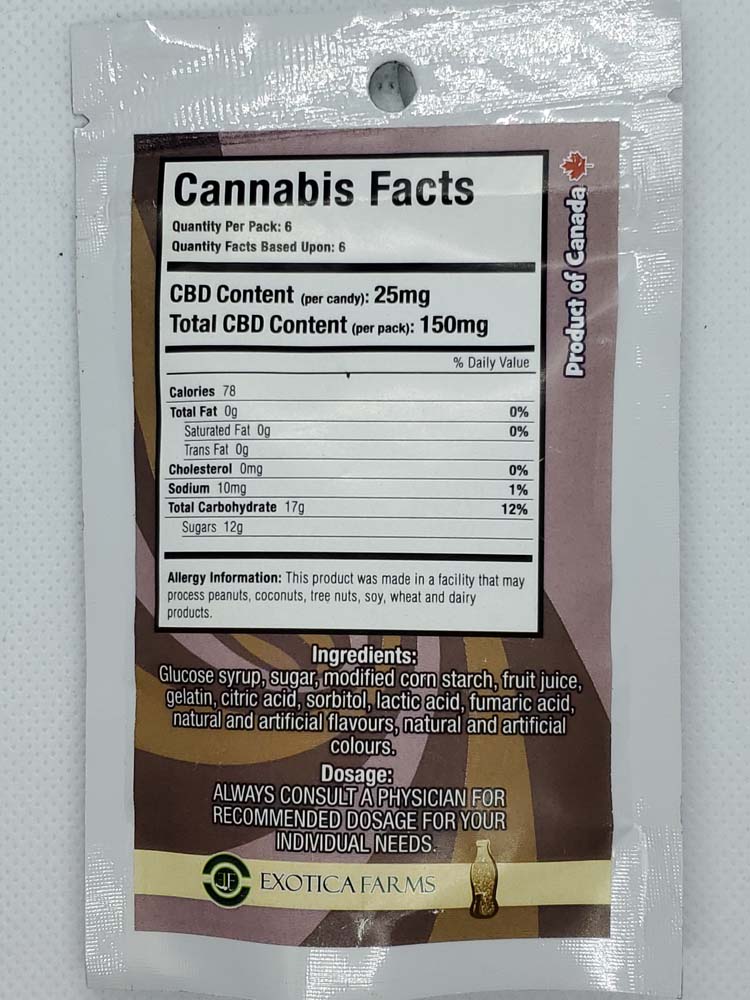 Cannabis Facts
Quantity Per Pack: 6
Quantity Facts Based Upon: 6
CBD Content (per candy): 25mg
Total CBD Content (per pack): 150mg
% Daily Value
Calories 78
Total Fat 0g 0%
Saturated Fat 0g 0%
Trans Fat 0g
Cholesterol 0mg 0%
Sodium 10mg 1%
Total Carbohydrate 17g 12%
Sugars 12g
Allergy Information: This product was made in a facility that may
process peanuts, coconuts, tree nuts, soy, wheat and dairy
products.
Product of Canada
Ingredients:
Glucose syrup, sugar, modified corn starch, fruit juice,
gelatin, citric acid, sorbitol, lactic acid, fumaric acid,
natural and artificial flavours, natural and artificial
colours.
Dosage:
ALWAYS CONSULT A PHYSICIAN FOR
RECOMMENDED DOSAGE FOR YOUR
INDIVIDUAL NEEDS.
EXOTICA FARMS